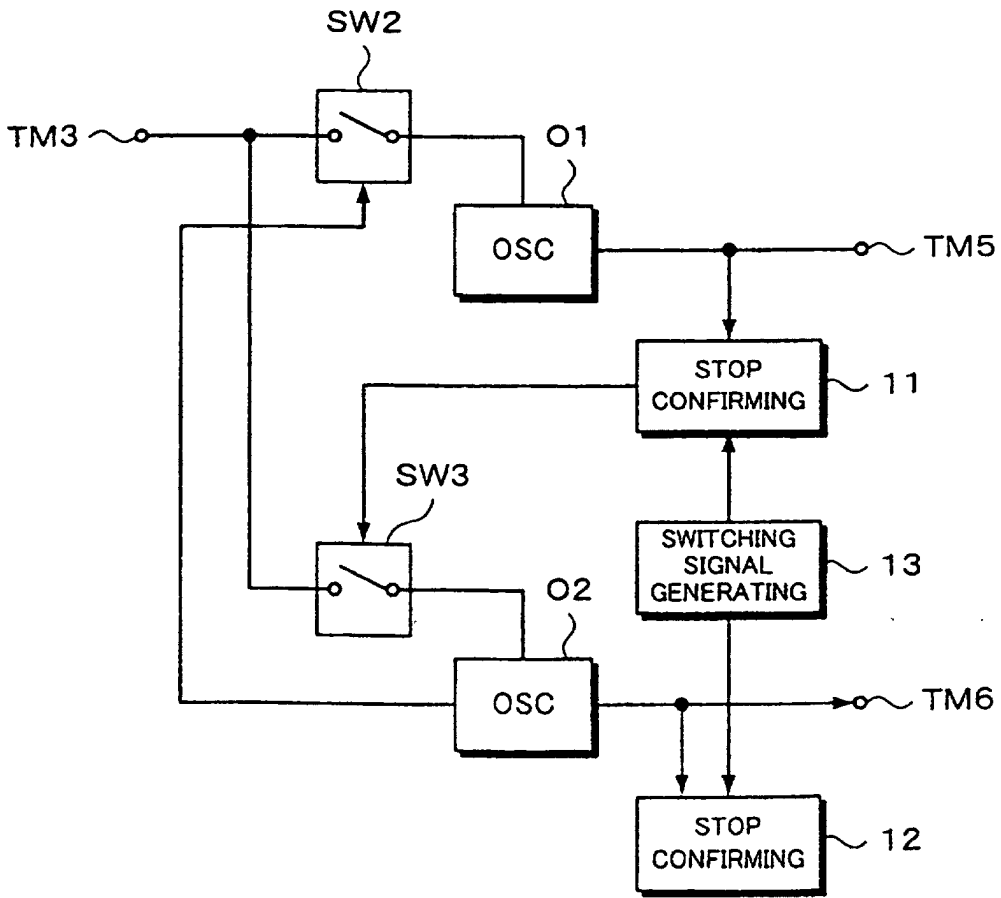 SW2
TM3
O1
OSC
TM5
STOP
CONFIRMING
11
SW3
SWITCHING
SIGNAL
GENERATING
13
O2
OSC
TM6
STOP
CONFIRMING
12